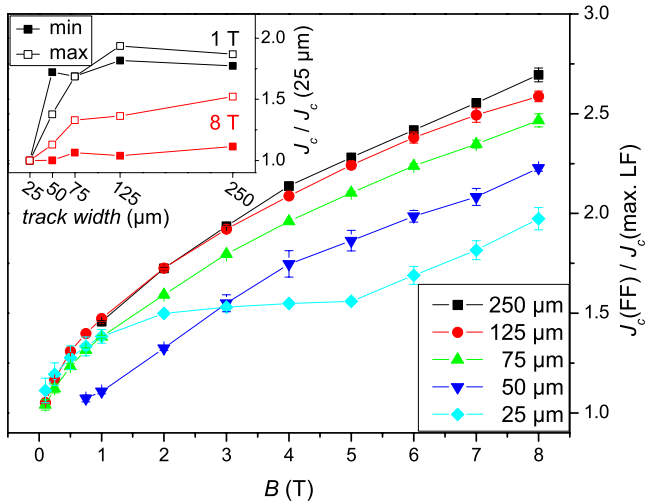 min
max
1 T
8 T
2.0
1.5
1.0
J_c / J_c (25 µm)
25
50
75
125
250
track width (µm)
3.0
2.5
2.0
1.5
1.0
J_c(FF) / J_c(max. LF)
250 µm
125 µm
75 µm
50 µm
25 µm
0 1 2 3 4 5 6 7 8
B (T)